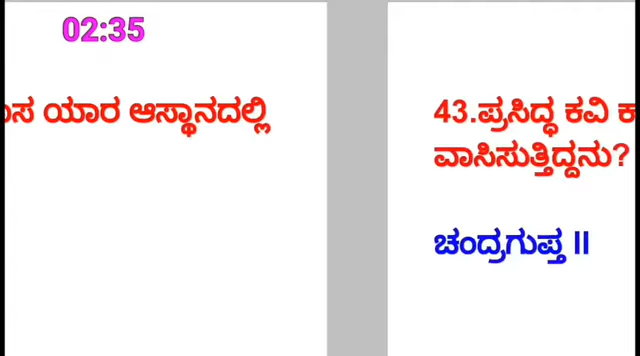 02:35
ಯಾರ ಆಸ್ಥಾನದಲ್ಲಿ
43.ಪ್ರಸಿದ್ಧ ಕವಿ
ವಾಸಿಸುತ್ತಿದ್ದನು?
ಚಂದ್ರಗುಪ್ತ II